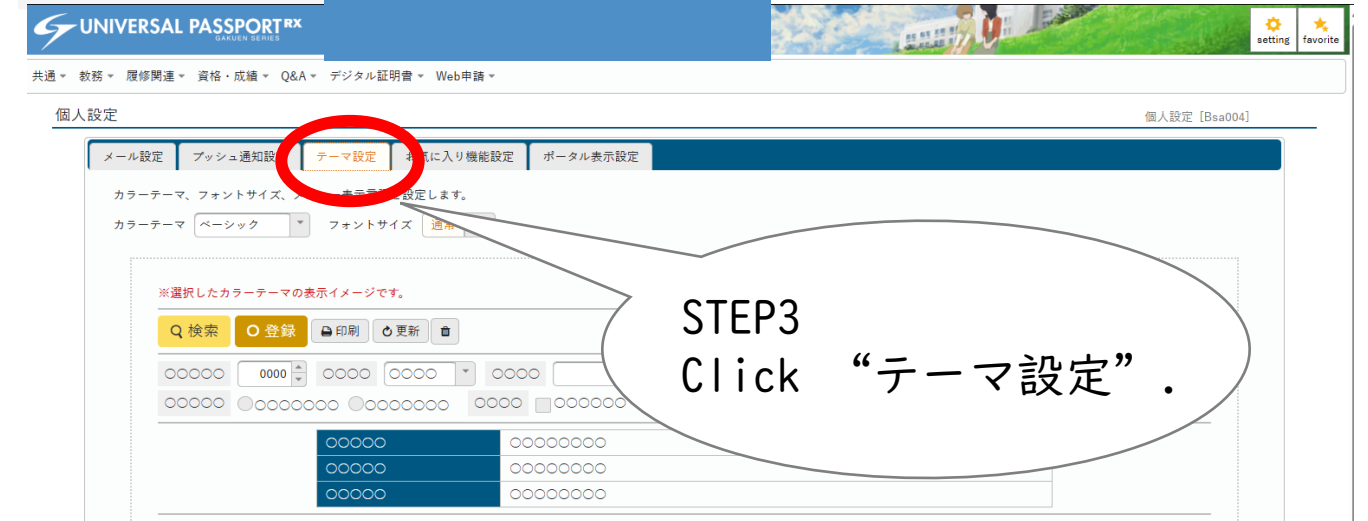 UNIVERSAL PASSPORT RX
GAKUEN SERIES
setting favorite
共通 教務 履修関連 資格・成績 Q&A デジタル証明書 Web申請
個人設定 個人設定 [Bsa004]
メール設定 プッシュ通知設 テーマ設定 気に入り機能設定 ポータル表示設定
カラーテーマ、フォントサイズ、 設定します。
カラーテーマ ベーシック フォントサイズ 通常
※選択したカラーテーマの表示イメージです。
検索 登録 印刷 更新
○○○○○ 0000 ○○○○ ○○○○ ○○○○
○○○○○ ○○○○○○○ ○○○○○○○ ○○○○ ○○○○○○
○○○○○ ○○○○○○○○
○○○○○ ○○○○○○○○
○○○○○ ○○○○○○○○
STEP3
Click “テーマ設定”.